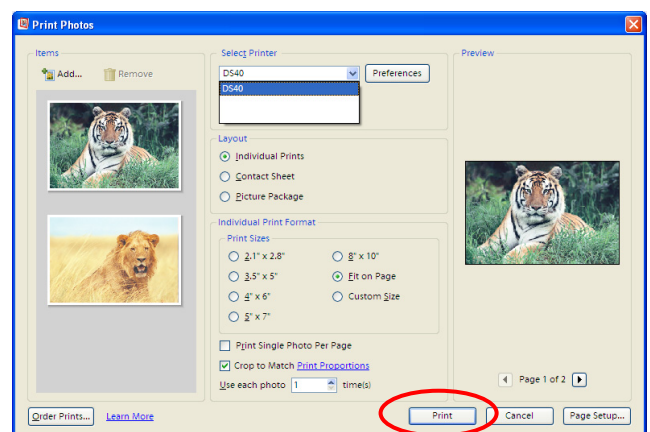 Print Photos
Items
Add...
Remove
Select Printer
DS40
Preferences
DS40
Layout
Individual Prints
Contact Sheet
Picture Package
Individual Print Format
Print Sizes
2.1" x 2.8"
8" x 10"
3.5" x 5"
Fit on Page
4" x 6"
Custom Size
5" x 7"
Print Single Photo Per Page
Crop to Match Print Proportions
Use each photo 1 time(s)
Preview
Page 1 of 2
Order Prints...
Learn More
Print
Cancel
Page Setup...